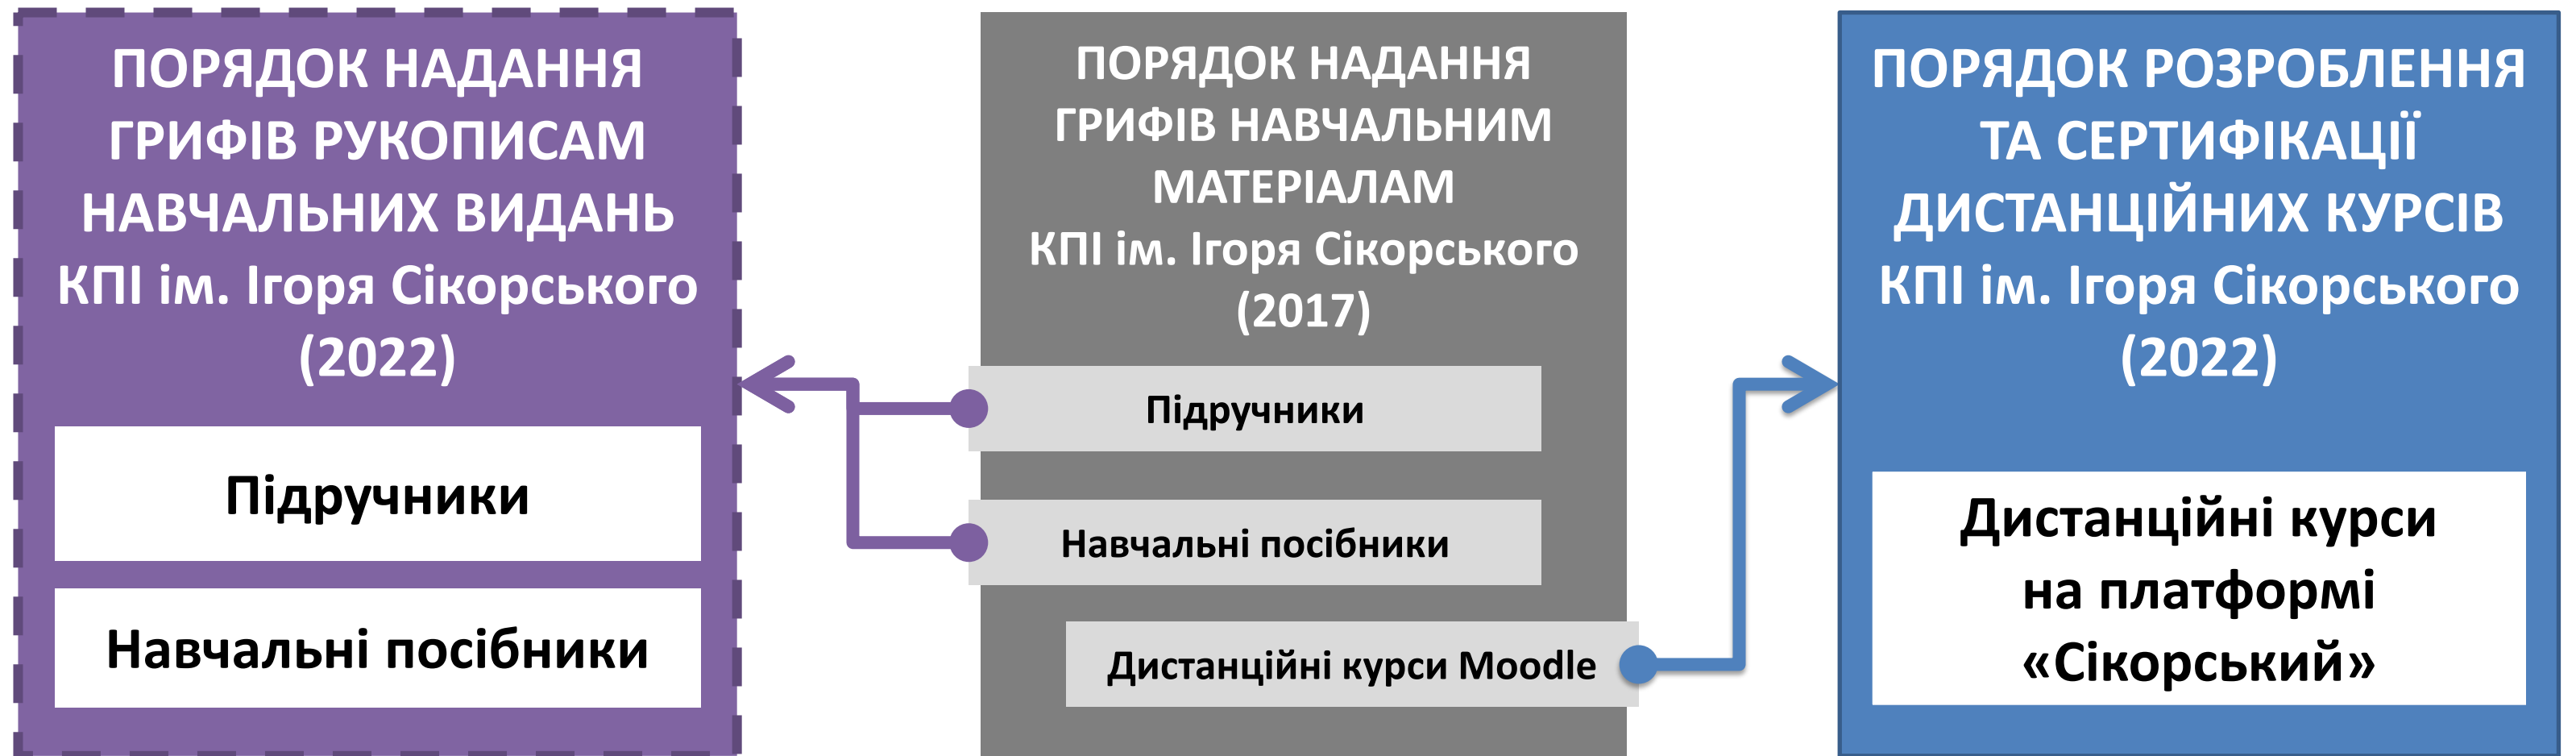 ПОРЯДОК НАДАННЯ
ГРИФІВ РУКОПИСАМ
НАВЧАЛЬНИХ ВИДАНЬ
КПІ ім. Ігоря Сікорського
(2022)
Підручники
Навчальні посібники
ПОРЯДОК НАДАННЯ
ГРИФІВ НАВЧАЛЬНИМ
МАТЕРІАЛАМ
КПІ ім. Ігоря Сікорського
(2017)
Підручники
Навчальні посібники
Дистанційні курси Moodle
ПОРЯДОК РОЗРОБЛЕННЯ
ТА СЕРТИФІКАЦІЇ
ДИСТАНЦІЙНИХ КУРСІВ
КПІ ім. Ігоря Сікорського
(2022)
Дистанційні курси
на платформі
«Сікорський»